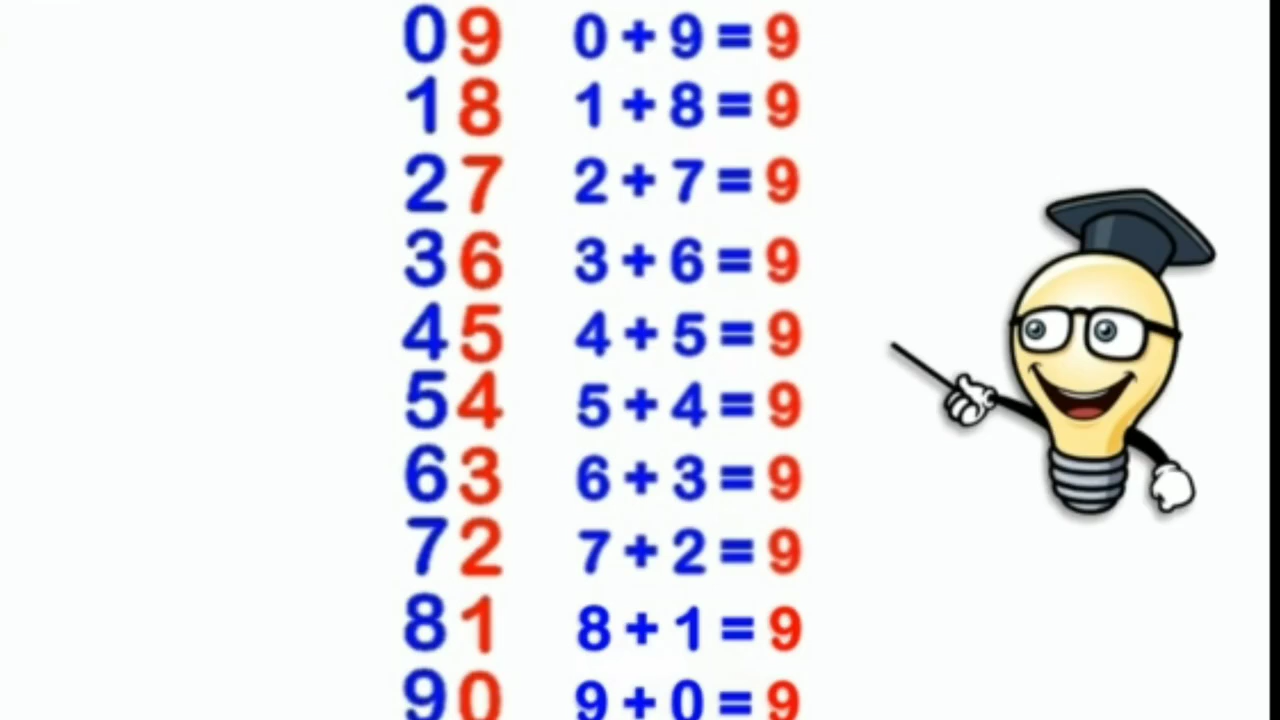 09 0 + 9 = 9
18 1 + 8 = 9
27 2 + 7 = 9
36 3 + 6 = 9
45 4 + 5 = 9
54 5 + 4 = 9
63 6 + 3 = 9
72 7 + 2 = 9
81 8 + 1 = 9
90 9 + 0 = 9